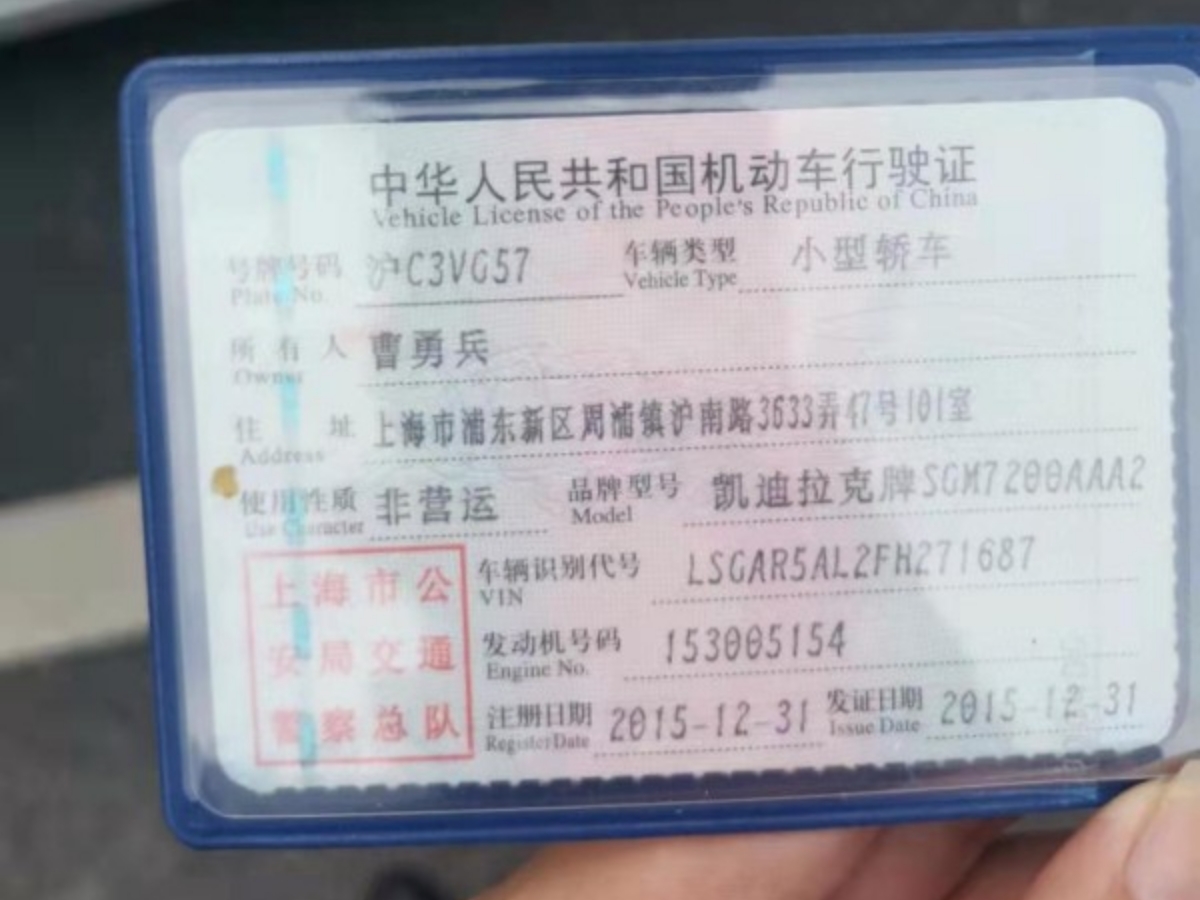 中华人民共和国机动车行驶证
Vehicle License of the People's Republic of China
号牌号码 沪C3VG57 车辆类型 小型轿车
Plate No. Vehicle Type
所有人 曹勇兵
Owner
住址 上海市浦东新区周浦镇沪南路3633弄47号101室
Address
使用性质 非营运 品牌型号 凯迪拉克牌SGM7200AAA2
Use Character Model
上海市公安局交通警察总队
车辆识别代号 LSGAR5AL2FH271687
VIN
发动机号码 153005154
Engine No.
注册日期 2015-12-31 发证日期 2015-12-31
Register Date Issue Date